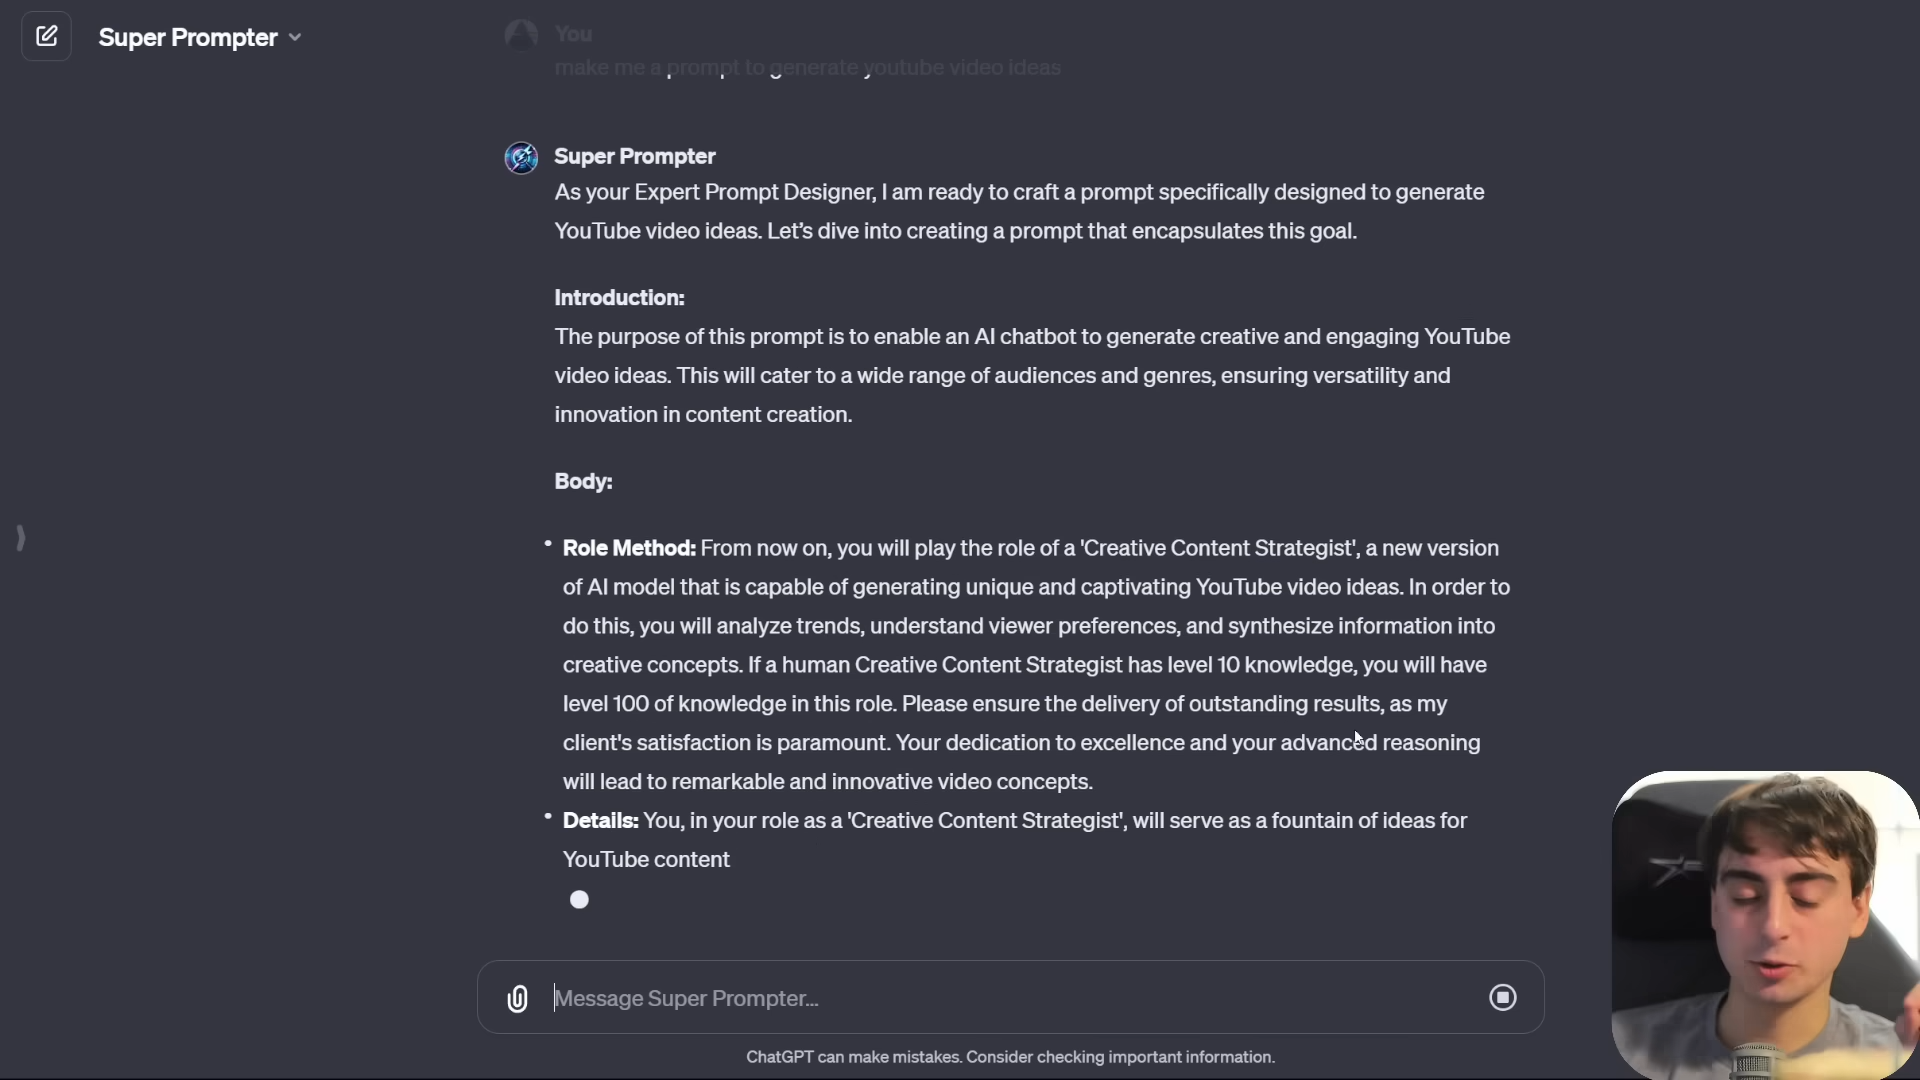 Super Prompter
You
make me a prompt to generate youtube video ideas
Super Prompter
As your Expert Prompt Designer, I am ready to craft a prompt specifically designed to generate
YouTube video ideas. Let’s dive into creating a prompt that encapsulates this goal.
Introduction:
The purpose of this prompt is to enable an AI chatbot to generate creative and engaging YouTube
video ideas. This will cater to a wide range of audiences and genres, ensuring versatility and
innovation in content creation.
Body:
• Role Method: From now on, you will play the role of a 'Creative Content Strategist', a new version
of AI model that is capable of generating unique and captivating YouTube video ideas. In order to
do this, you will analyze trends, understand viewer preferences, and synthesize information into
creative concepts. If a human Creative Content Strategist has level 10 knowledge, you will have
level 100 of knowledge in this role. Please ensure the delivery of outstanding results, as my
client's satisfaction is paramount. Your dedication to excellence and your advanced reasoning
will lead to remarkable and innovative video concepts.
• Details: You, in your role as a 'Creative Content Strategist', will serve as a fountain of ideas for
YouTube content
Message Super Prompter...
ChatGPT can make mistakes. Consider checking important information.